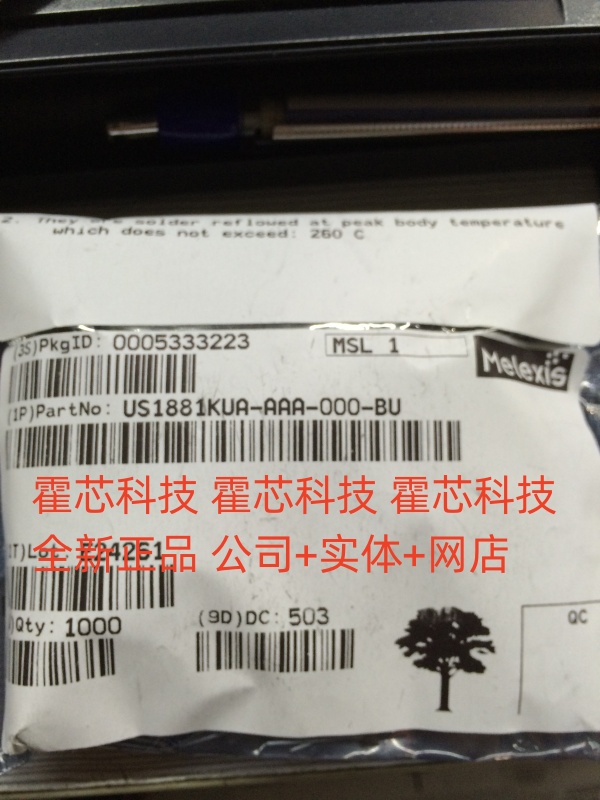 2. They are solder reflowed at peak body temperature
which does not exceed: 260 C
(3S)PkgID: 0005333223
MSL 1
Melexis
(1P)PartNo: US1881KUA-AAA-000-BU
霍芯科技 霍芯科技 霍芯科技
全新正品 公司+实体+网店
Qty: 1000
(9D)DC: 503
QC